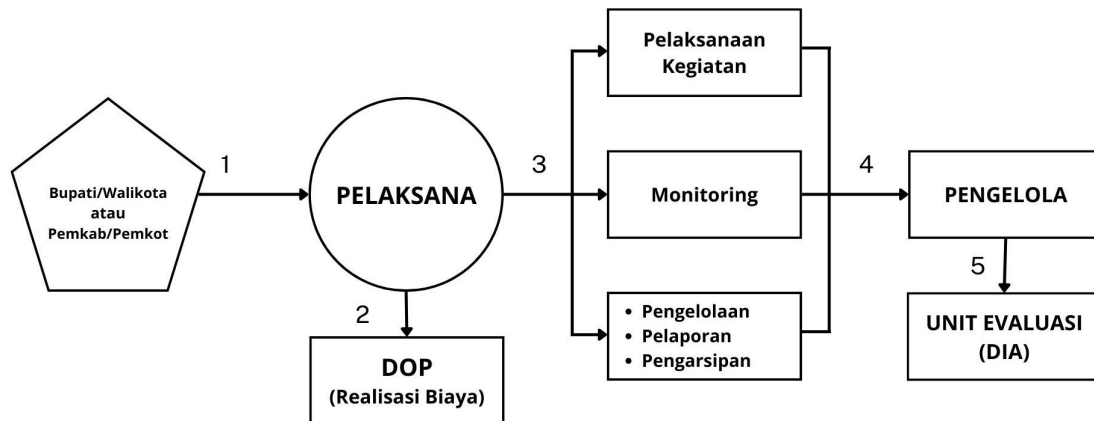 Bupati/Walikota
atau
Pemkab/Pemkot
1
PELAKSANA
2
DOP
(Realisasi Biaya)
3
Pelaksanaan
Kegiatan
Monitoring
• Pengelolaan
• Pelaporan
• Pengarsipan
4
PENGELOLA
5
UNIT EVALUASI
(DIA)